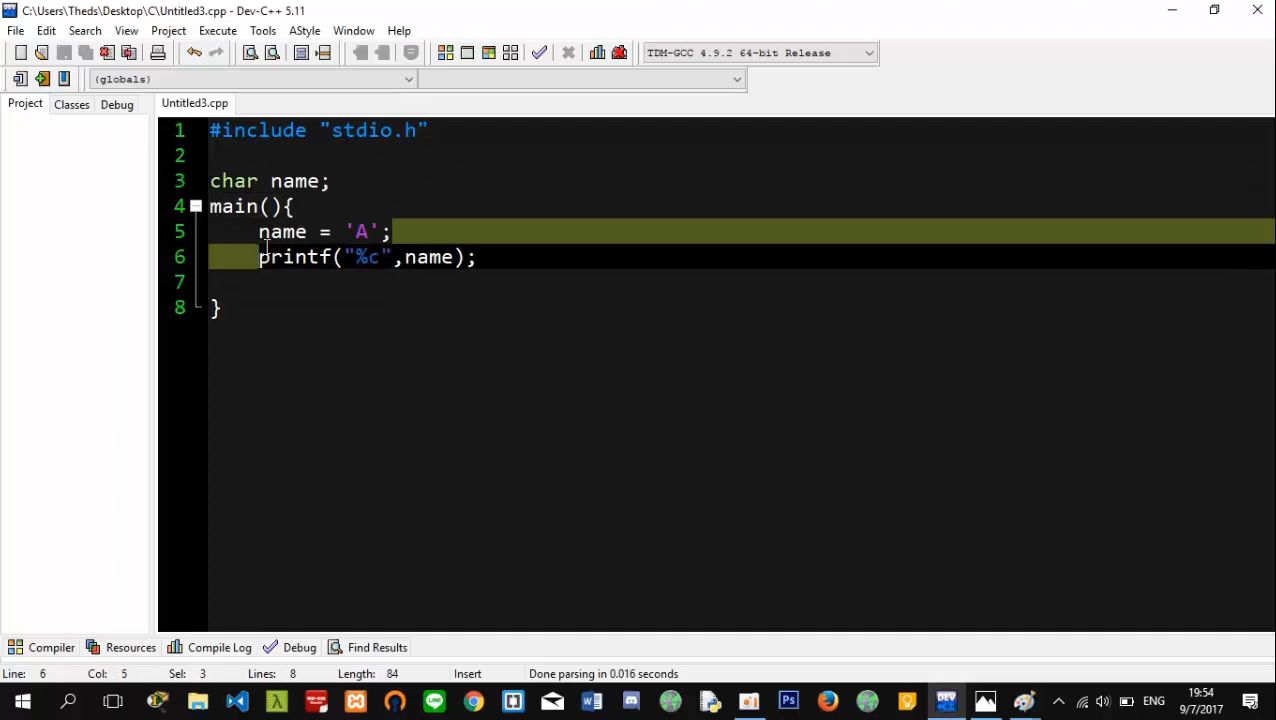 C:\Users\Theds\Desktop\C\Untitled3.cpp - Dev-C++ 5.11
File Edit Search View Project Execute Tools AStyle Window Help
TDM-GCC 4.9.2 64-bit Release
(globals)
Project Classes Debug Untitled3.cpp
1 #include "stdio.h"
2
3 char name;
4 main(){
5 name = 'A';
6 printf("%c",name);
7
8 }
Compiler Resources Compile Log Debug Find Results
Line: 6 Col: 5 Sel: 3 Lines: 8 Length: 84 Insert Done parsing in 0.016 seconds
ENG 19:54
9/7/2017